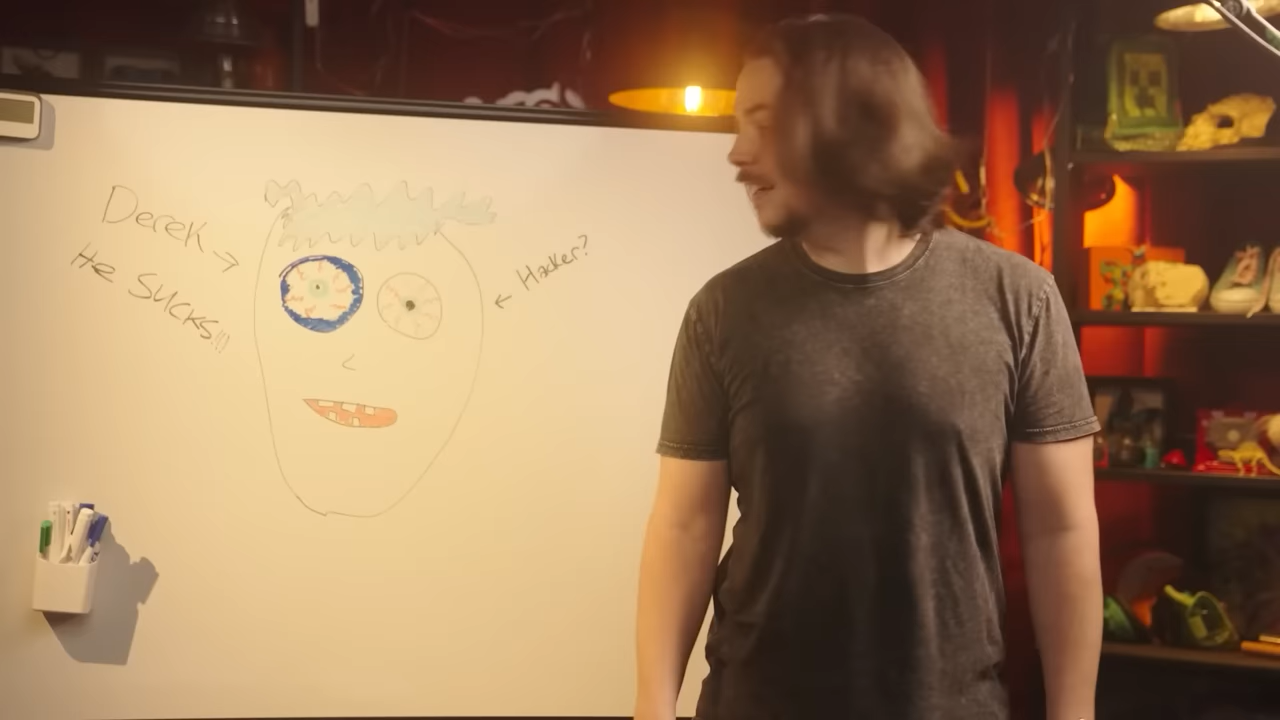 Derek →
He SUCKS!!!
← Hacker?